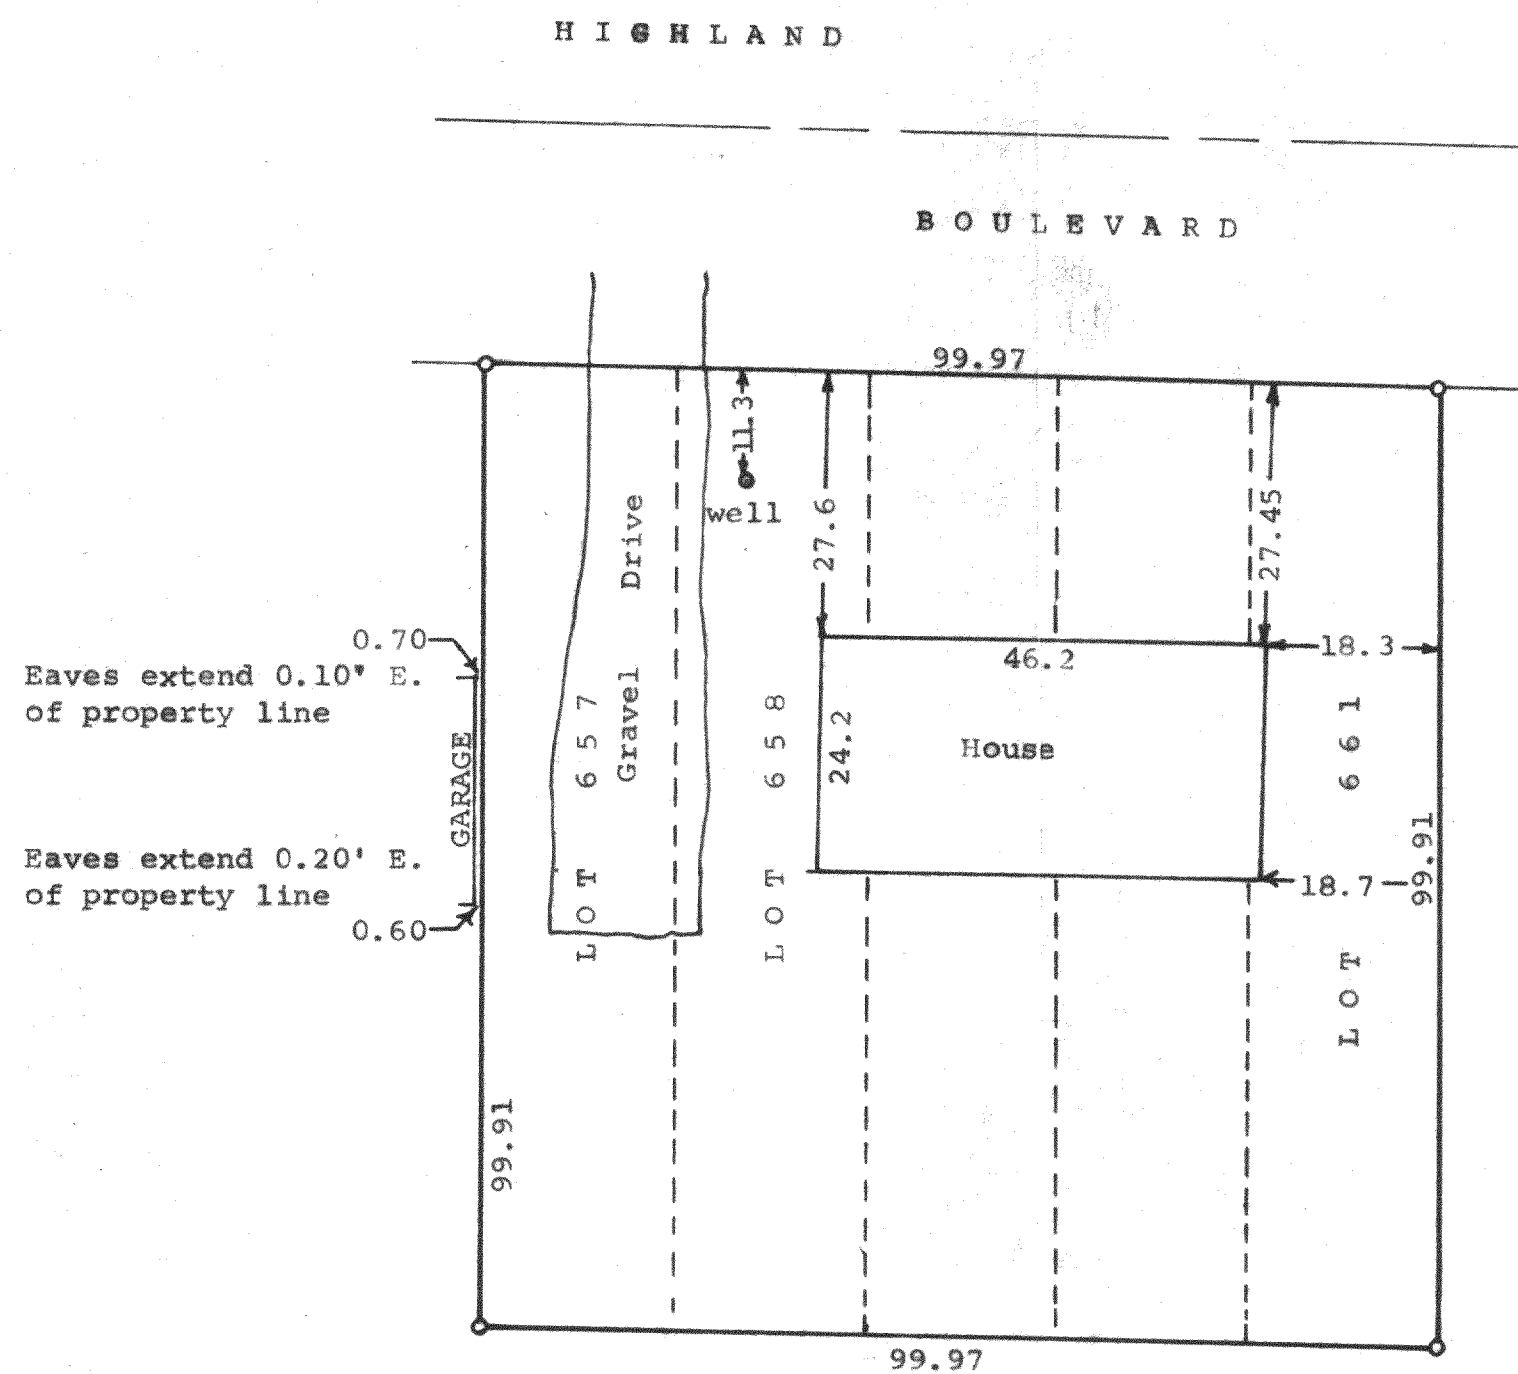 HIGHLAND
BOULEVARD
99.97
11.3
well
27.6
27.45
0.70
Eaves extend 0.10' E.
of property line
GARAGE
Eaves extend 0.20' E.
of property line
0.60
LOT 657
Gravel Drive
LOT 658
46.2
24.2
House
18.3
18.7
LOT 661
99.91
99.91
99.97